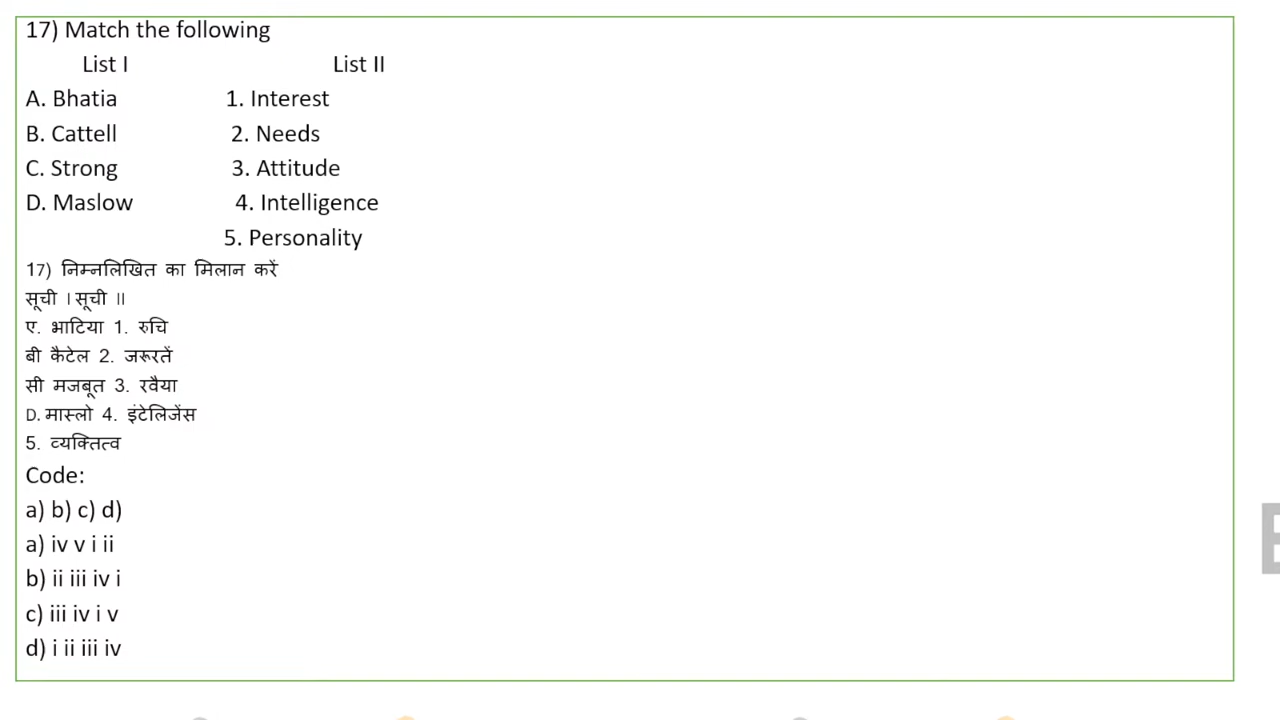 17) Match the following
List I List II
A. Bhatia 1. Interest
B. Cattell 2. Needs
C. Strong 3. Attitude
D. Maslow 4. Intelligence
5. Personality
17) निम्नलिखित का मिलान करें
सूची । सूची ॥
ए. भाटिया 1. रुचि
बी कैटेल 2. जरूरतें
सी मजबूत 3. रवैया
D. मास्लो 4. इंटेलिजेंस
5. व्यक्तित्व
Code:
a) b) c) d)
a) iv v i ii
b) ii iii iv i
c) iii iv i v
d) i ii iii iv